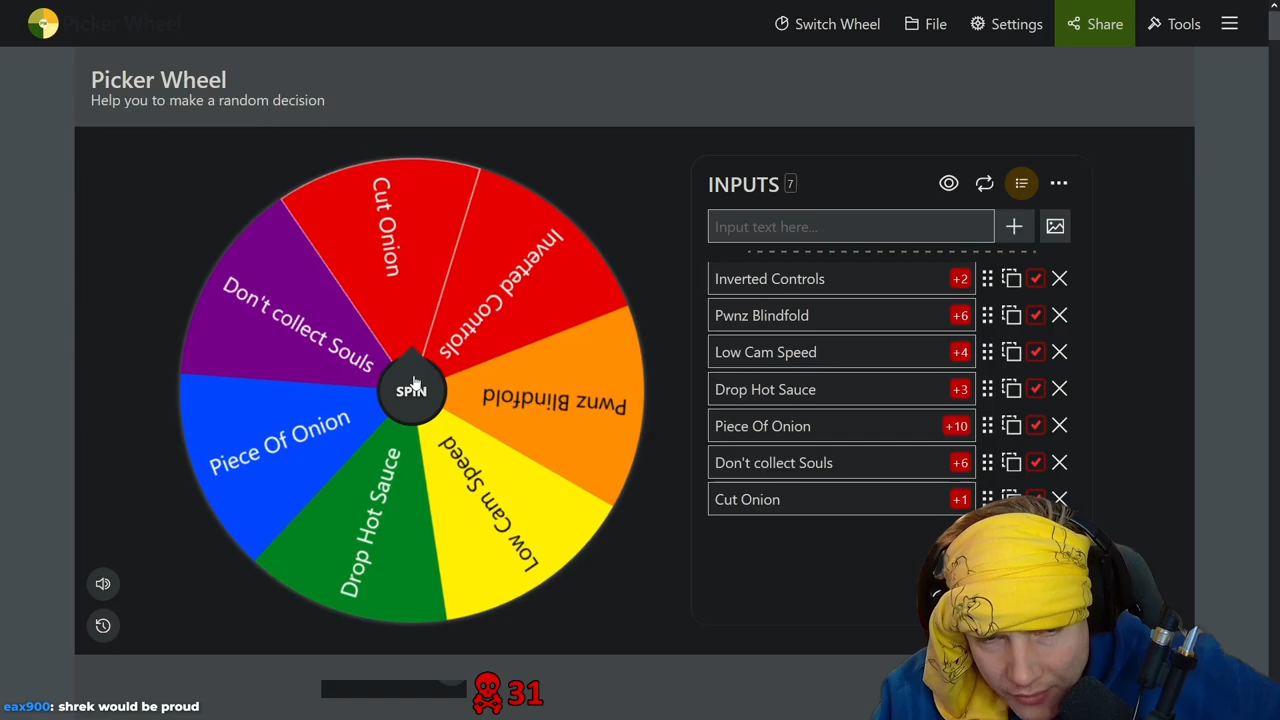 Picker Wheel
Switch Wheel
File
Settings
Share
Tools
Picker Wheel
Help you to make a random decision
Cut Onion
Inverted Controls
Pwnz Blindfold
Low Cam Speed
Drop Hot Sauce
Piece Of Onion
Don't collect Souls
SPIN
INPUTS 7
Input text here...
Inverted Controls +2
Pwnz Blindfold +6
Low Cam Speed +4
Drop Hot Sauce +3
Piece Of Onion +10
Don't collect Souls +6
Cut Onion +1
31
eax900: shrek would be proud